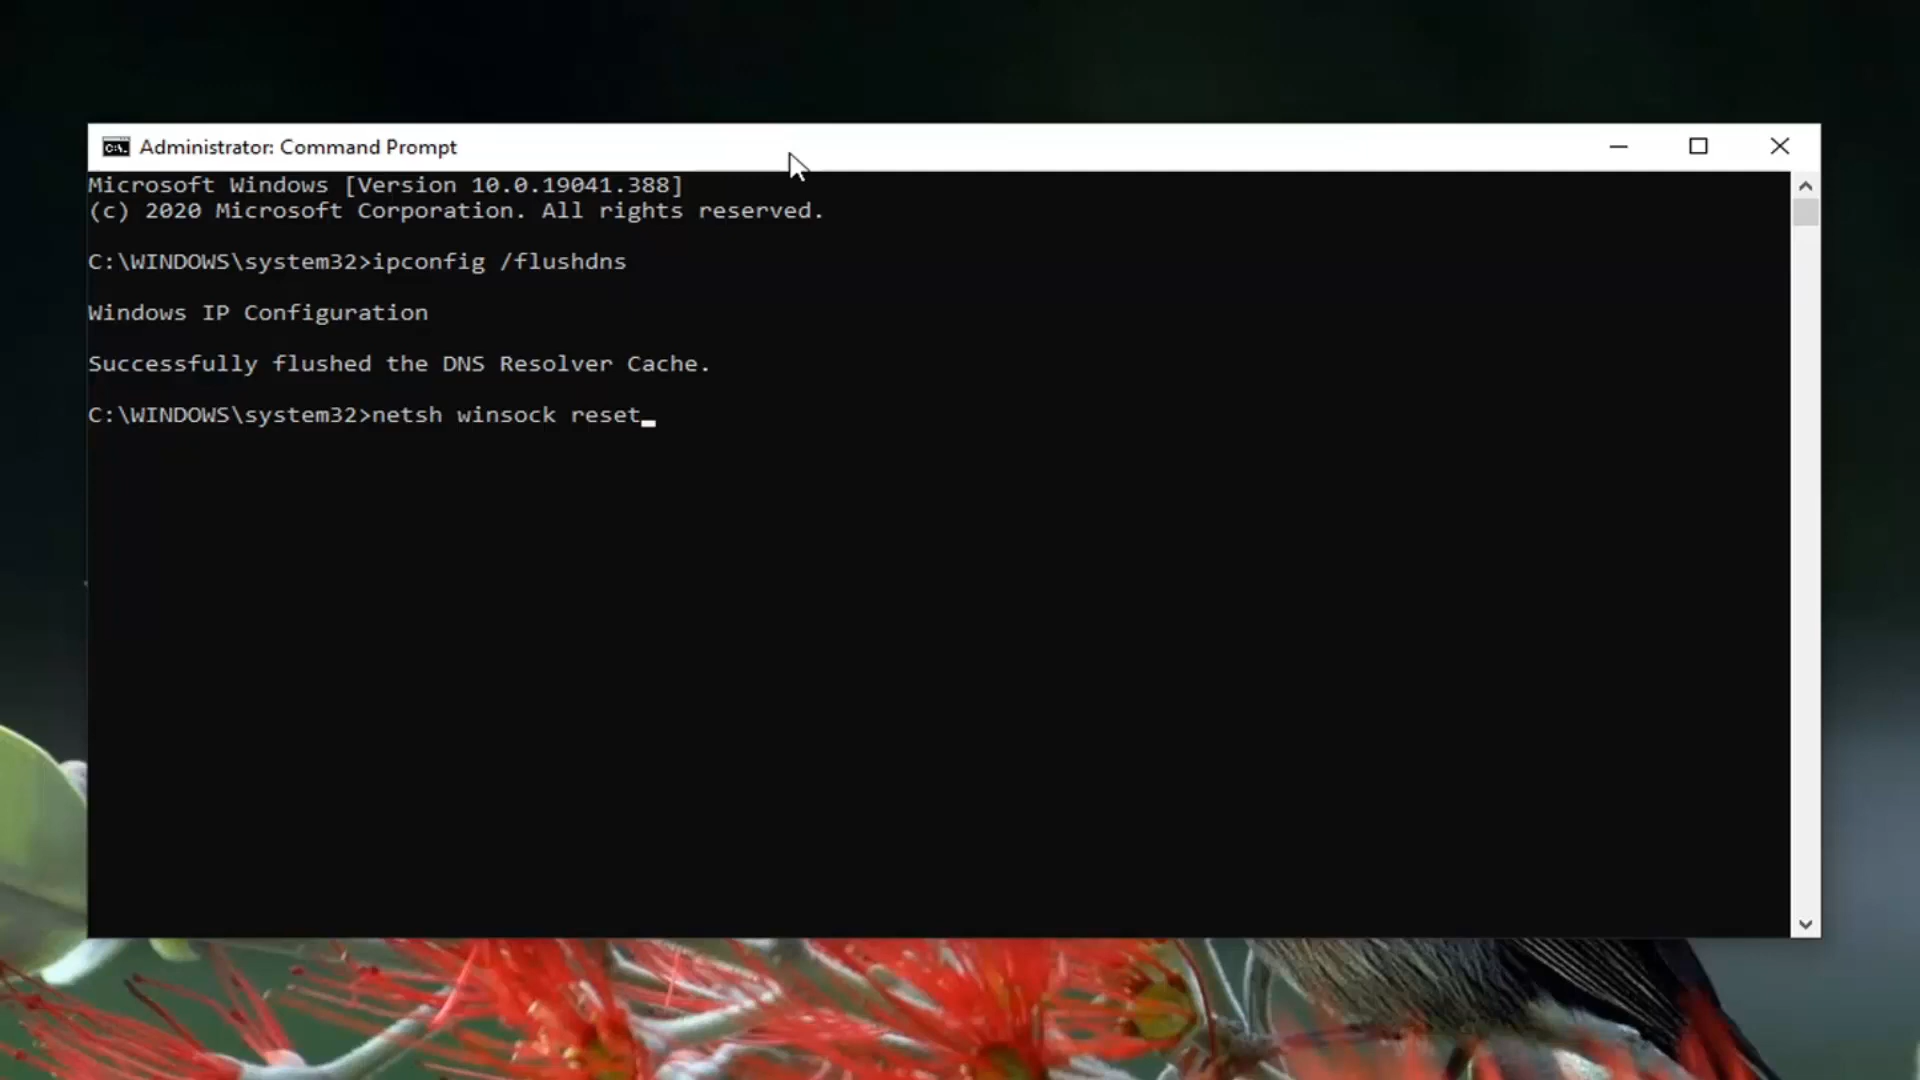 Administrator: Command Prompt
Microsoft Windows [Version 10.0.19041.388]
(c) 2020 Microsoft Corporation. All rights reserved.
C:\WINDOWS\system32>ipconfig /flushdns
Windows IP Configuration
Successfully flushed the DNS Resolver Cache.
C:\WINDOWS\system32>netsh winsock reset